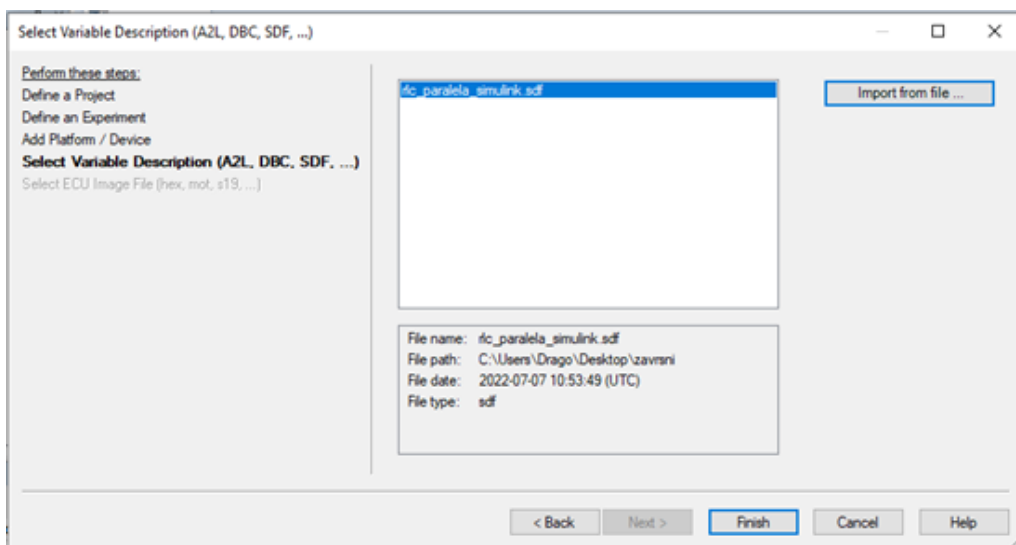 Select Variable Description (A2L, DBC, SDF, ...)
Perform these steps:
Define a Project
Define an Experiment
Add Platform / Device
Select Variable Description (A2L, DBC, SDF, ...)
Select ECU Image File (hex, mot, s19, ...)
rlc_paralela_simulink.sdf
Import from file ...
File name: rlc_paralela_simulink.sdf
File path: C:\Users\Drago\Desktop\zavrsni
File date: 2022-07-07 10:53:49 (UTC)
File type: sdf
< Back Next > Finish Cancel Help